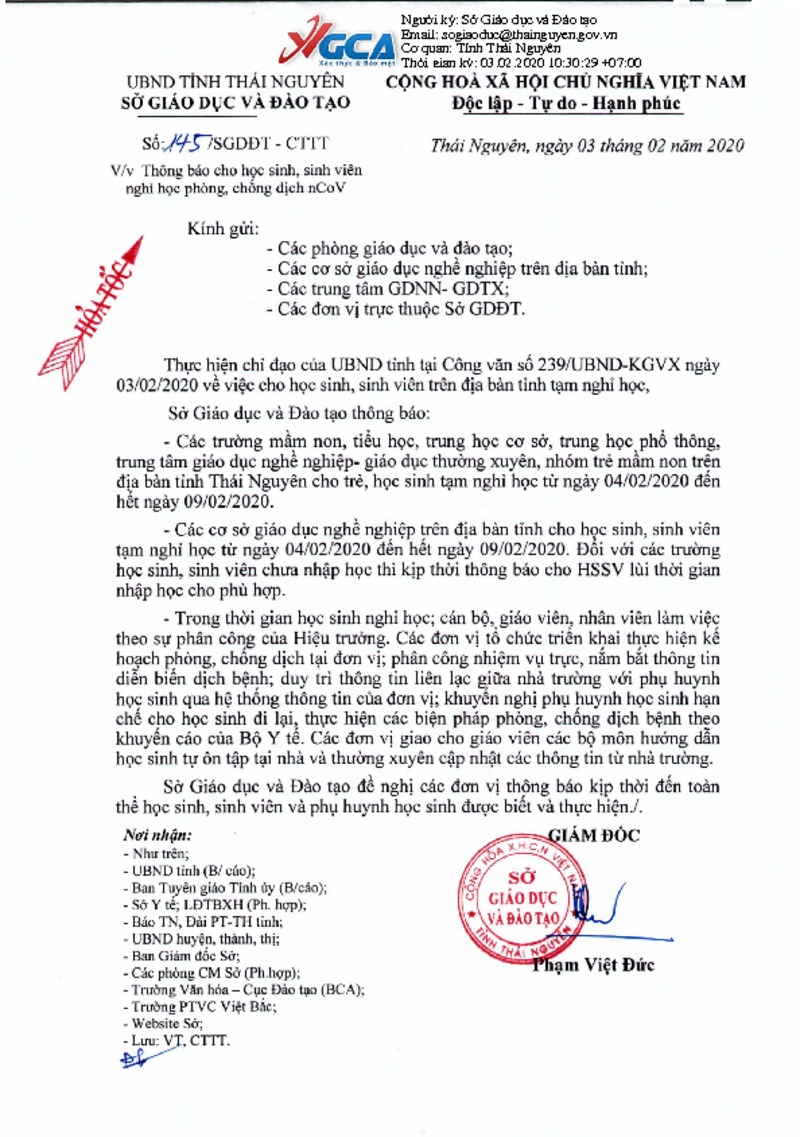 Người ký: Sở Giáo dục và Đào tạo
Email: sogiaoduc@thainguyen.gov.vn
Cơ quan: Tỉnh Thái Nguyên
Thời gian ký: 03.02.2020 10:30:29 +07:00
VGCA
Xác thực & Bảo mật
UBND TỈNH THÁI NGUYÊN
SỞ GIÁO DỤC VÀ ĐÀO TẠO
CỘNG HOÀ XÃ HỘI CHỦ NGHĨA VIỆT NAM
Độc lập - Tự do - Hạnh phúc
Số: 145 /SGDĐT - CTTT
Thái Nguyên, ngày 03 tháng 02 năm 2020
V/v Thông báo cho học sinh, sinh viên
nghỉ học phòng, chống dịch nCoV
HỎA TỐC
Kính gửi:
- Các phòng giáo dục và đào tạo;
- Các cơ sở giáo dục nghề nghiệp trên địa bàn tỉnh;
- Các trung tâm GDNN- GDTX;
- Các đơn vị trực thuộc Sở GDĐT.
Thực hiện chỉ đạo của UBND tỉnh tại Công văn số 239/UBND-KGVX ngày
03/02/2020 về việc cho học sinh, sinh viên trên địa bàn tỉnh tạm nghỉ học,
Sở Giáo dục và Đào tạo thông báo:
- Các trường mầm non, tiểu học, trung học cơ sở, trung học phổ thông,
trung tâm giáo dục nghề nghiệp- giáo dục thường xuyên, nhóm trẻ mầm non trên
địa bàn tỉnh Thái Nguyên cho trẻ, học sinh tạm nghỉ học từ ngày 04/02/2020 đến
hết ngày 09/02/2020.
- Các cơ sở giáo dục nghề nghiệp trên địa bàn tỉnh cho học sinh, sinh viên
tạm nghỉ học từ ngày 04/02/2020 đến hết ngày 09/02/2020. Đối với các trường
học sinh, sinh viên chưa nhập học thì kịp thời thông báo cho HSSV lùi thời gian
nhập học cho phù hợp.
- Trong thời gian học sinh nghỉ học; cán bộ, giáo viên, nhân viên làm việc
theo sự phân công của Hiệu trưởng. Các đơn vị tổ chức triển khai thực hiện kế
hoạch phòng, chống dịch tại đơn vị; phân công nhiệm vụ trực, nắm bắt thông tin
diễn biến dịch bệnh; duy trì thông tin liên lạc giữa nhà trường với phụ huynh
học sinh qua hệ thống thông tin của đơn vị; khuyến nghị phụ huynh học sinh hạn
chế cho học sinh đi lại, thực hiện các biện pháp phòng, chống dịch bệnh theo
khuyến cáo của Bộ Y tế. Các đơn vị giao cho giáo viên các bộ môn hướng dẫn
học sinh tự ôn tập tại nhà và thường xuyên cập nhật các thông tin từ nhà trường.
Sở Giáo dục và Đào tạo đề nghị các đơn vị thông báo kịp thời đến toàn
thể học sinh, sinh viên và phụ huynh học sinh được biết và thực hiện./.
Nơi nhận:
- Như trên;
- UBND tỉnh (B/ cáo);
- Ban Tuyên giáo Tỉnh ủy (B/cáo);
- Sở Y tế; LĐTBXH (Ph. hợp);
- Báo TN, Đài PT-TH tỉnh;
- UBND huyện, thành, thị;
- Ban Giám đốc Sở;
- Các phòng CM Sở (Ph.hợp);
- Trường Văn hóa – Cục Đào tạo (BCA);
- Trường PTVC Việt Bắc;
- Website Sở;
- Lưu: VT, CTTT.
GIÁM ĐỐC
CỘNG HÒA X.H.C.N VIỆT NAM
SỞ
GIÁO DỤC
VÀ ĐÀO TẠO
TỈNH THÁI NGUYÊN
Phạm Việt Đức